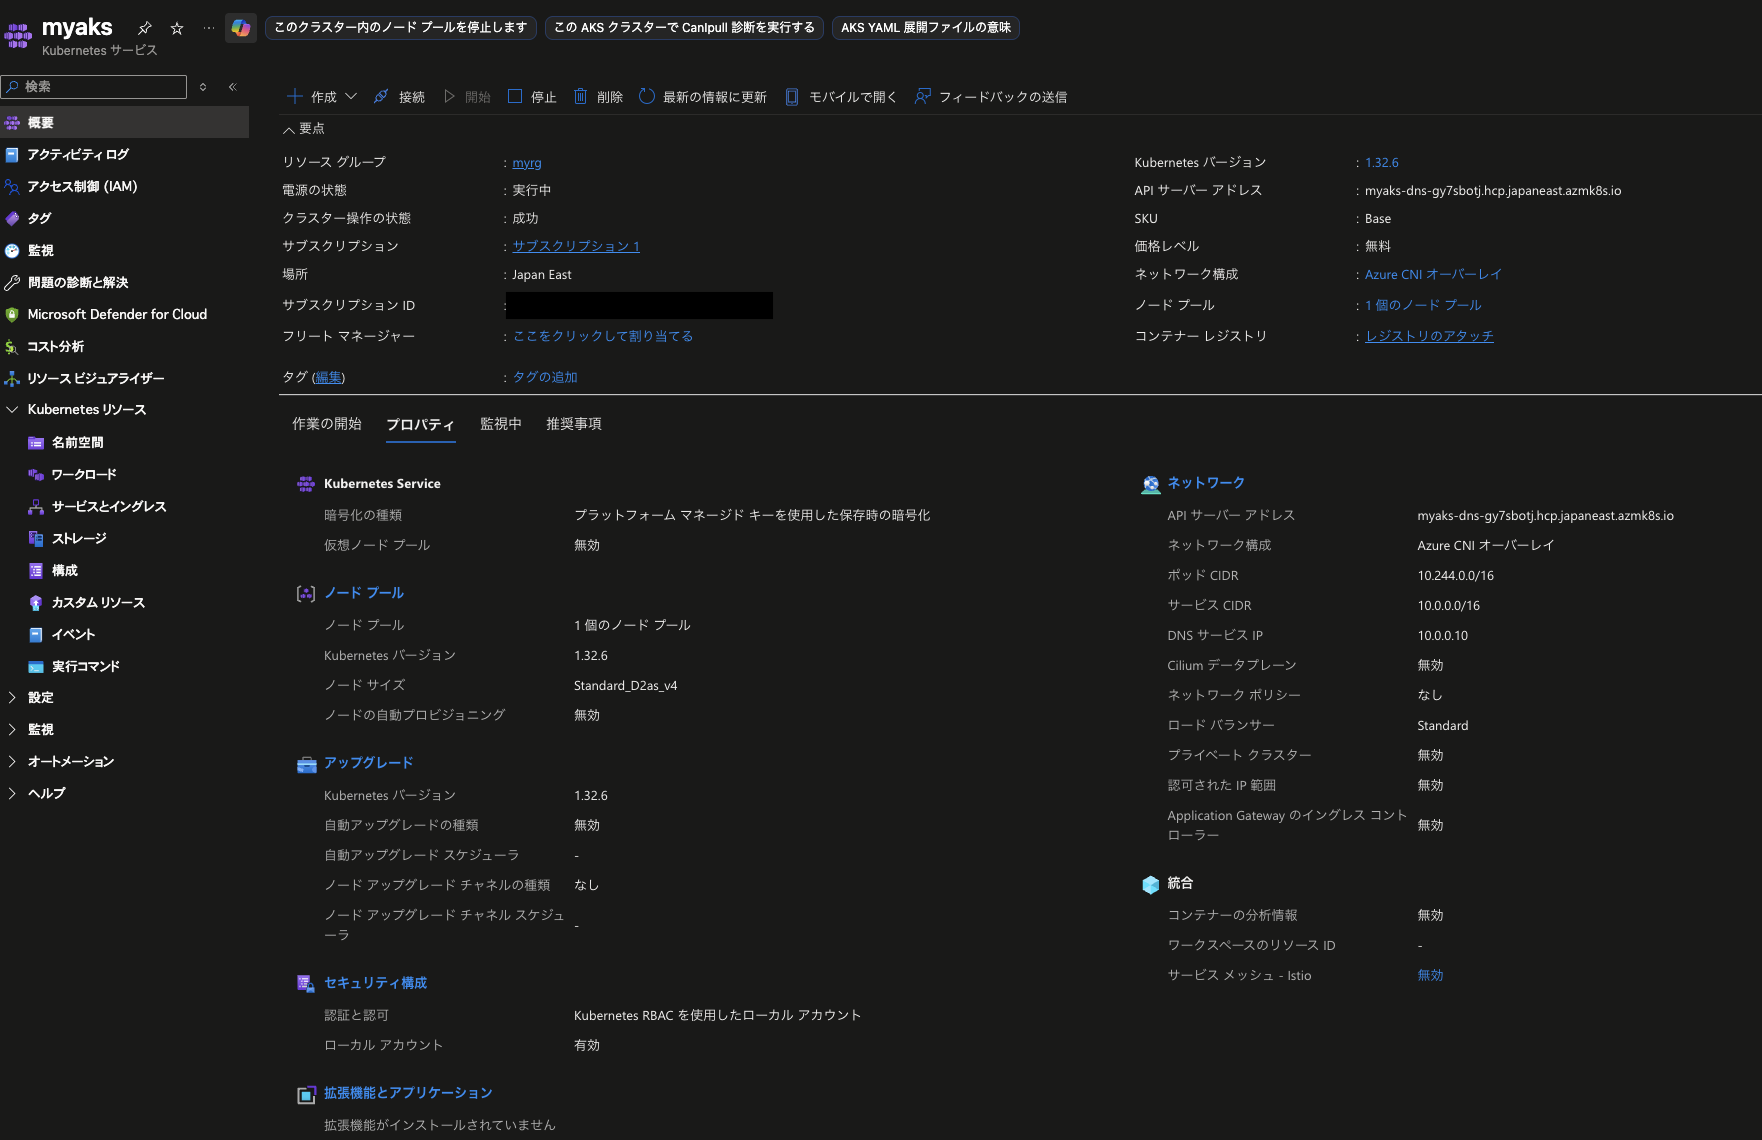 myaks
Kubernetes サービス
このクラスター内のノード プールを停止します
この AKS クラスターで CanIpull 診断を実行する
AKS YAML 展開ファイルの意味
検索
概要
アクティビティ ログ
アクセス制御 (IAM)
タグ
監視
問題の診断と解決
Microsoft Defender for Cloud
コスト分析
リソース ビジュアライザー
Kubernetes リソース
名前空間
ワークロード
サービスとイングレス
ストレージ
構成
カスタム リソース
イベント
実行コマンド
設定
監視
オートメーション
ヘルプ
作成
接続
開始
停止
削除
最新の情報に更新
モバイルで開く
フィードバックの送信
要点
リソース グループ : myrg
電源の状態 : 実行中
クラスター操作の状態 : 成功
サブスクリプション : サブスクリプション 1
場所 : Japan East
サブスクリプション ID :
フリート マネージャー : ここをクリックして割り当てる
タグ (編集) : タグの追加
Kubernetes バージョン : 1.32.6
API サーバー アドレス : myaks-dns-gy7sbotj.hcp.japaneast.azmk8s.io
SKU : Base
価格レベル : 無料
ネットワーク構成 : Azure CNI オーバーレイ
ノード プール : 1 個のノード プール
コンテナー レジストリ : レジストリのアタッチ
作業の開始
プロパティ
監視中
推奨事項
Kubernetes Service
暗号化の種類 プラットフォーム マネージド キーを使用した保存時の暗号化
仮想ノード プール 無効
ノード プール
ノード プール 1 個のノード プール
Kubernetes バージョン 1.32.6
ノード サイズ Standard_D2as_v4
ノードの自動プロビジョニング 無効
アップグレード
Kubernetes バージョン 1.32.6
自動アップグレードの種類 無効
自動アップグレード スケジューラ -
ノード アップグレード チャネルの種類 なし
ノード アップグレード チャネル スケジュ
ーラ -
セキュリティ構成
認証と認可 Kubernetes RBAC を使用したローカル アカウント
ローカル アカウント 有効
拡張機能とアプリケーション
拡張機能がインストールされていません
ネットワーク
API サーバー アドレス myaks-dns-gy7sbotj.hcp.japaneast.azmk8s.io
ネットワーク構成 Azure CNI オーバーレイ
ポッド CIDR 10.244.0.0/16
サービス CIDR 10.0.0.0/16
DNS サービス IP 10.0.0.10
Cilium データプレーン 無効
ネットワーク ポリシー なし
ロード バランサー Standard
プライベート クラスター 無効
認可された IP 範囲 無効
Application Gateway のイングレス コント
ローラー 無効
統合
コンテナーの分析情報 無効
ワークスペースのリソース ID -
サービス メッシュ - Istio 無効